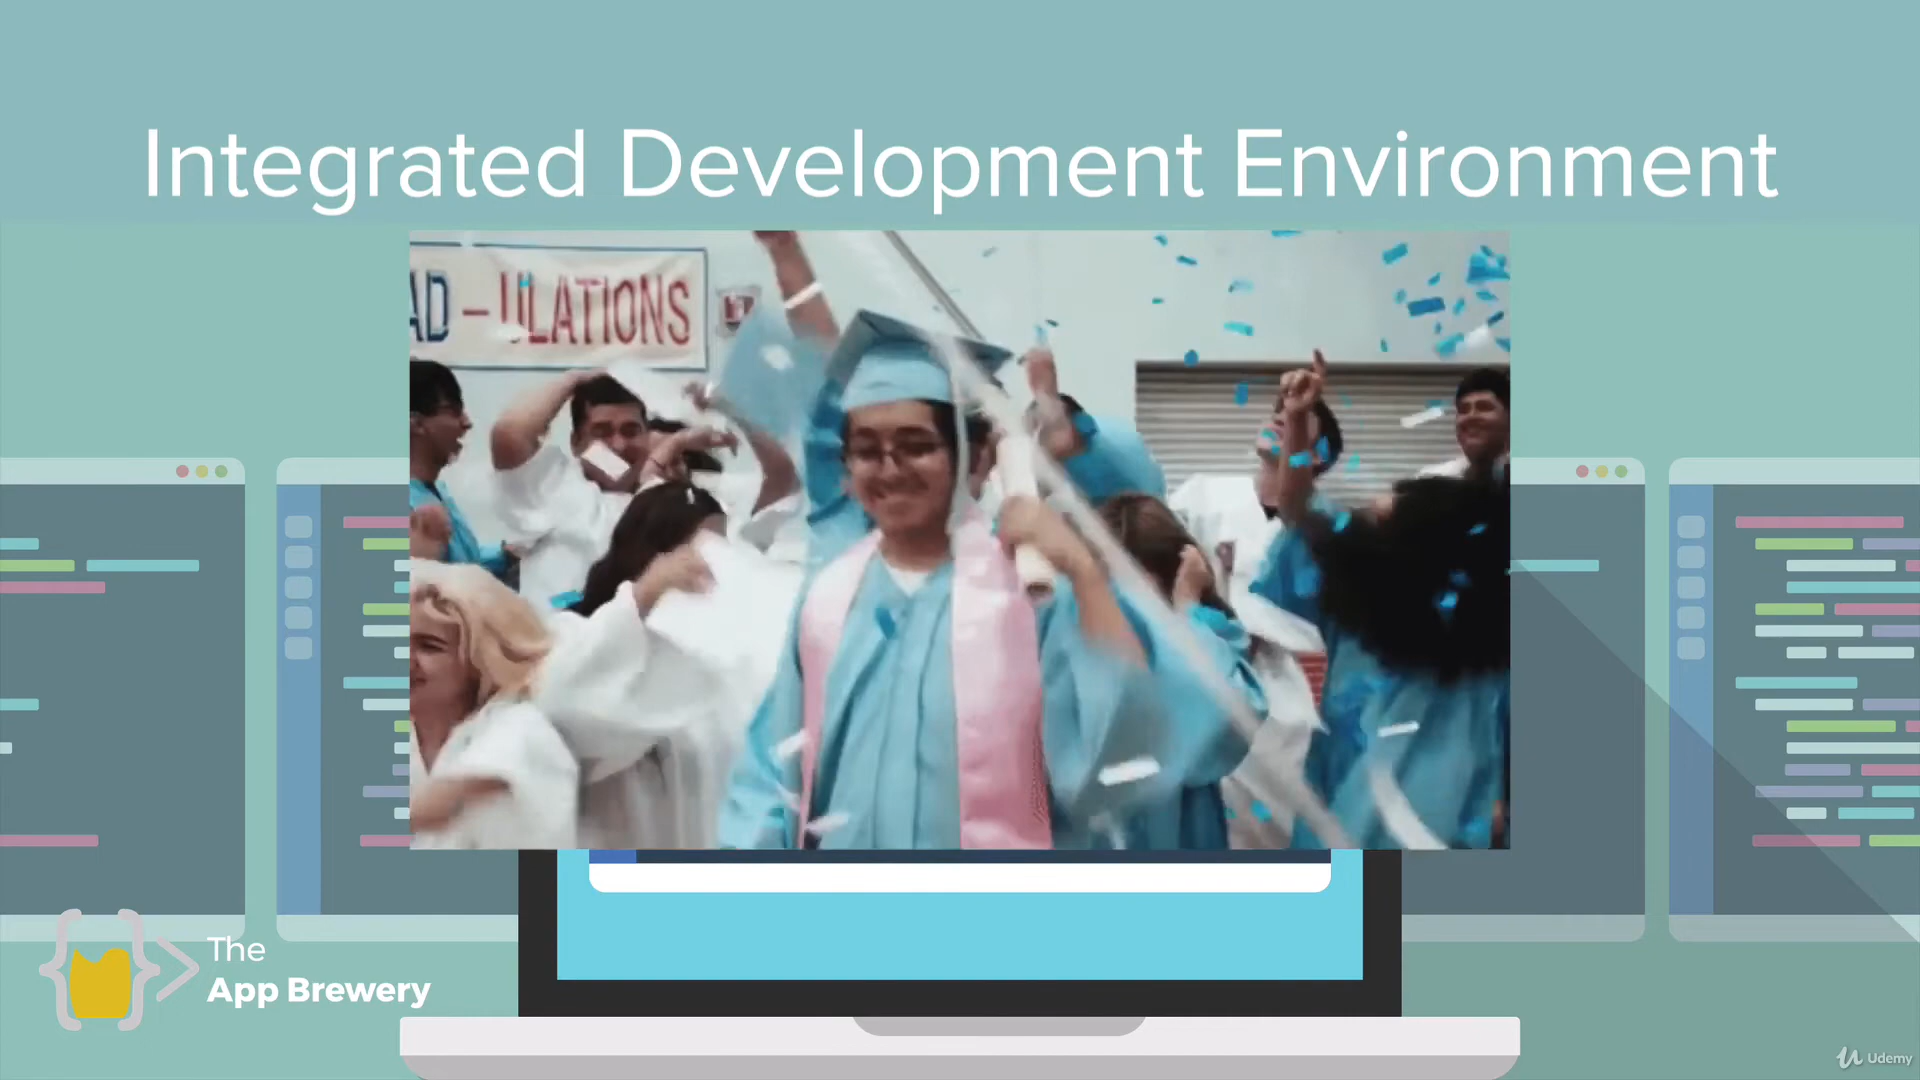 Integrated Development Environment
AD - ULATIONS
The
App Brewery
Udemy